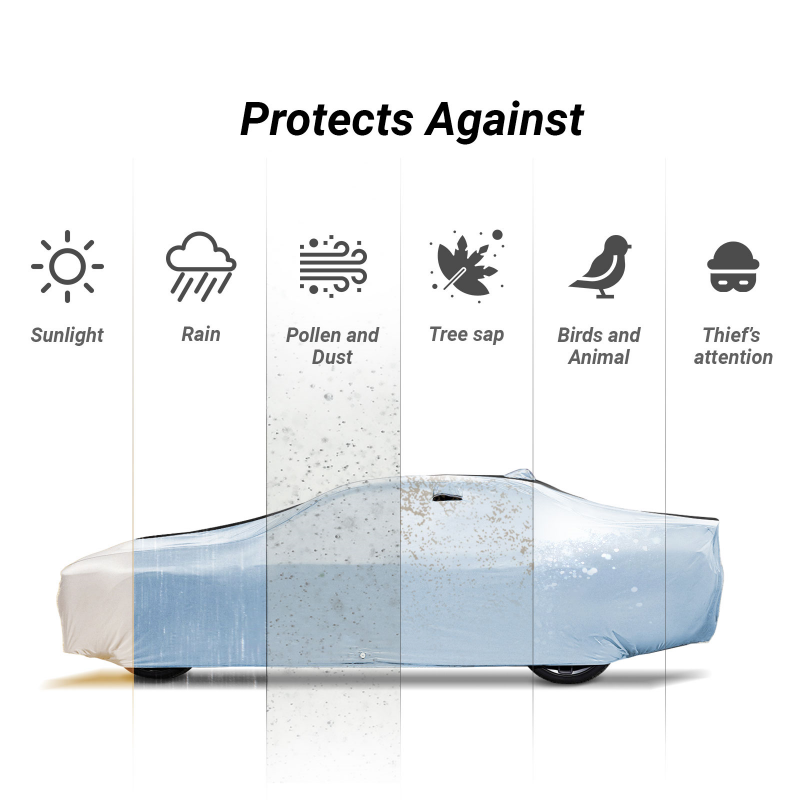 Protects Against
Sunlight
Rain
Pollen and
Dust
Tree sap
Birds and
Animal
Thief's
attention